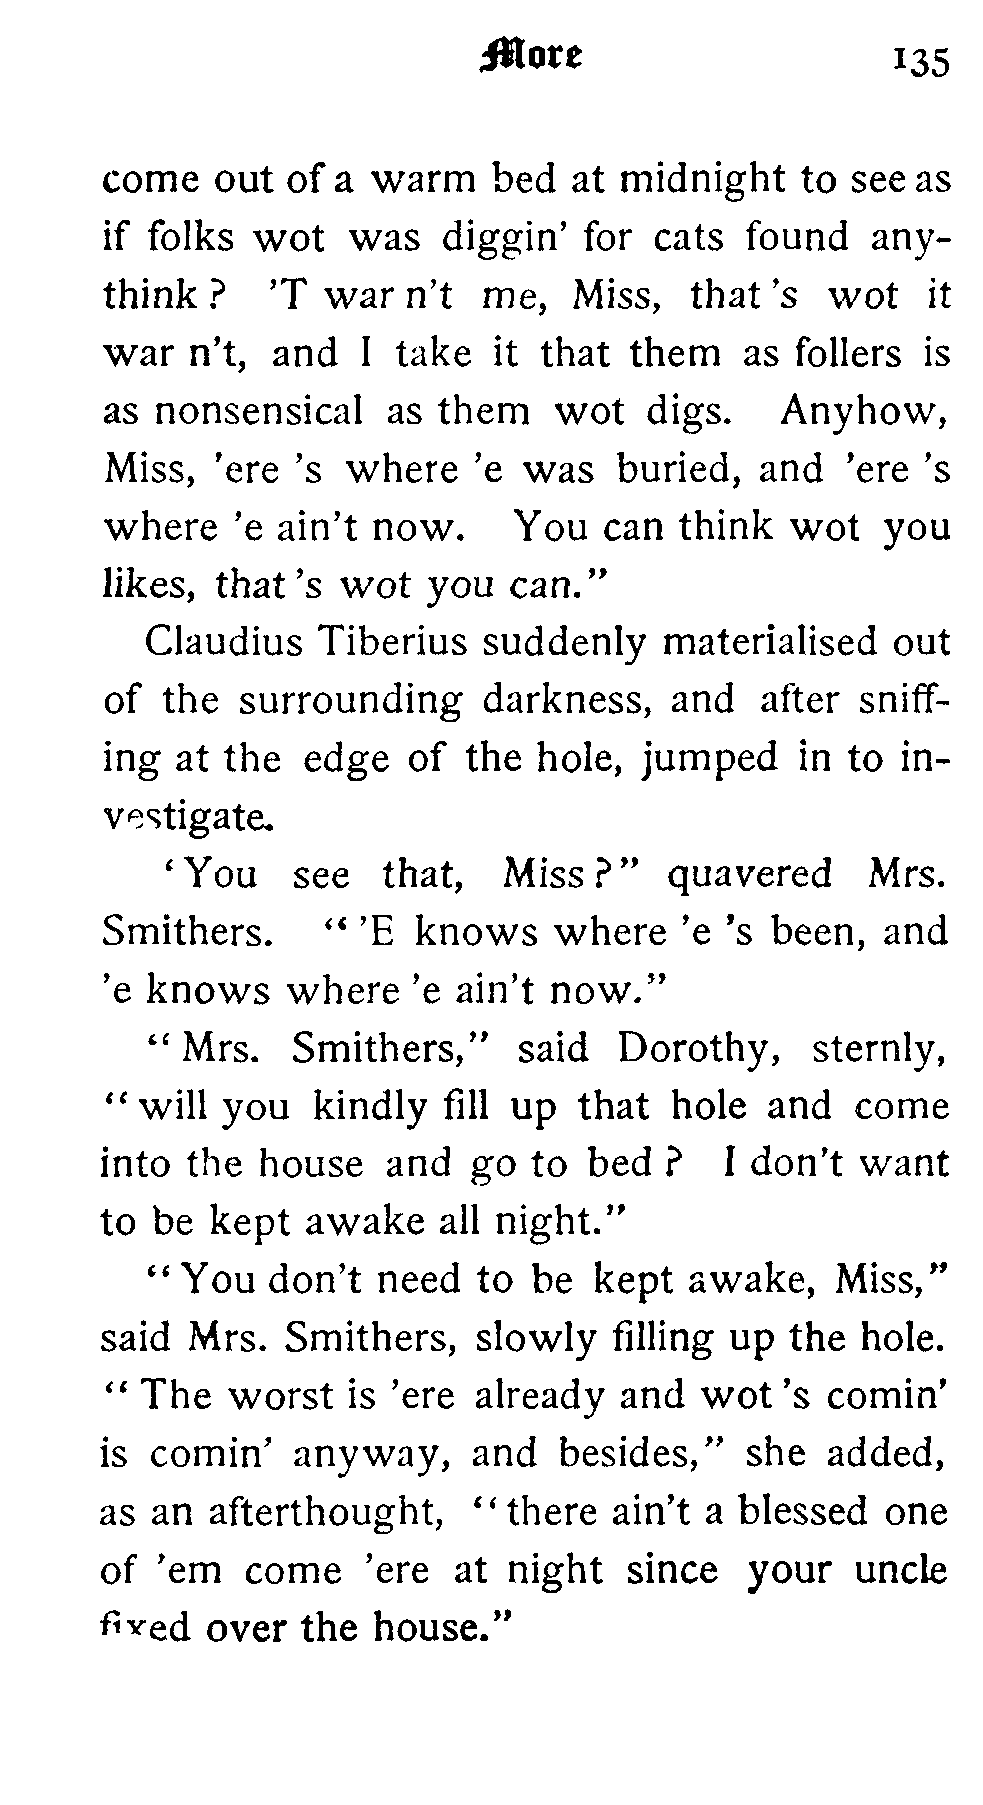 More 135
come out of a warm bed at midnight to see as
if folks wot was diggin' for cats found any-
think? 'T war n't me, Miss, that 's wot it
war n't, and I take it that them as follers is
as nonsensical as them wot digs. Anyhow,
Miss, 'ere 's where 'e was buried, and 'ere 's
where 'e ain't now. You can think wot you
likes, that 's wot you can."
Claudius Tiberius suddenly materialised out
of the surrounding darkness, and after sniff-
ing at the edge of the hole, jumped in to in-
vestigate.
'You see that, Miss?" quavered Mrs.
Smithers. "'E knows where 'e 's been, and
'e knows where 'e ain't now."
"Mrs. Smithers," said Dorothy, sternly,
"will you kindly fill up that hole and come
into the house and go to bed? I don't want
to be kept awake all night."
"You don't need to be kept awake, Miss,"
said Mrs. Smithers, slowly filling up the hole.
"The worst is 'ere already and wot 's comin'
is comin' anyway, and besides," she added,
as an afterthought, "there ain't a blessed one
of 'em come 'ere at night since your uncle
fixed over the house."